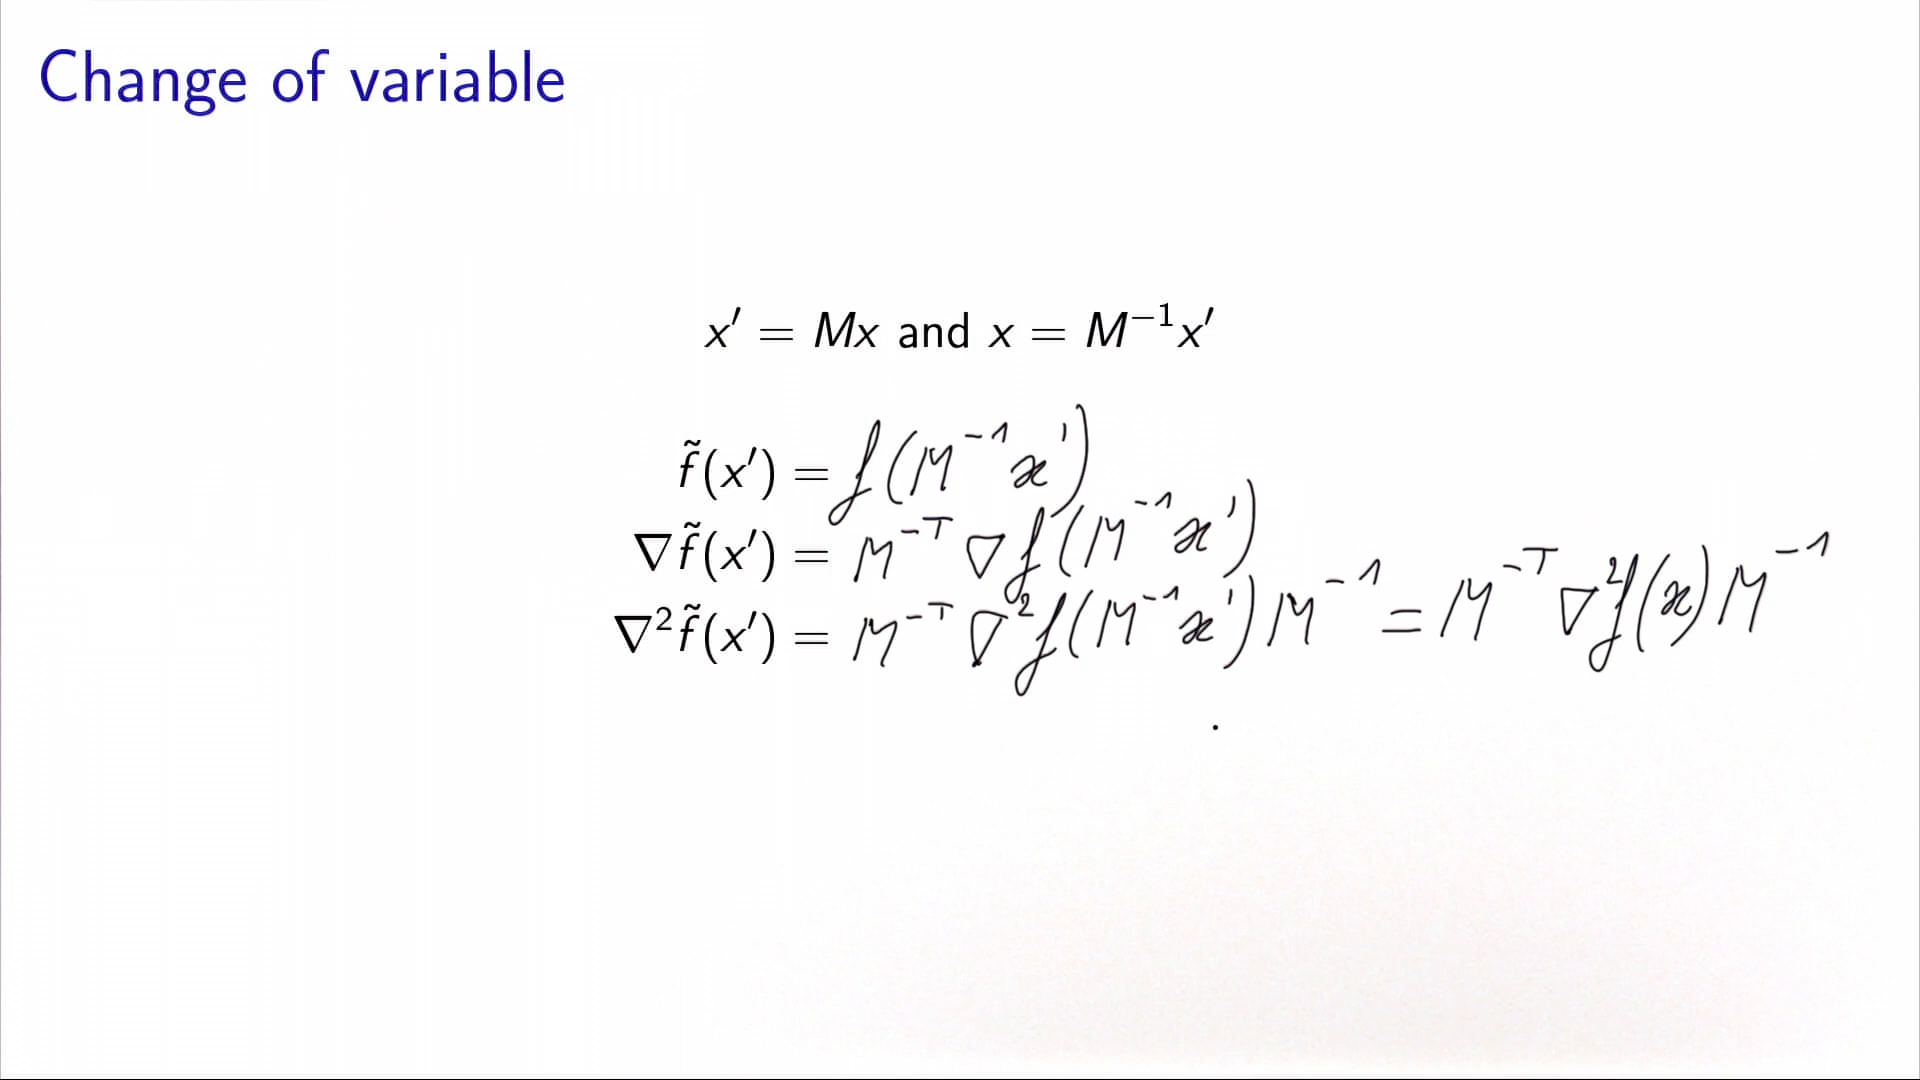 Change of variable
x′ = Mx and x = M⁻¹x′
f̃(x′) = f(M⁻¹x′)
∇f̃(x′) = M⁻ᵀ∇f(M⁻¹x′)
∇²f̃(x′) = M⁻ᵀ∇²f(M⁻¹x′)M⁻¹ = M⁻ᵀ∇²f(x)M⁻¹
.